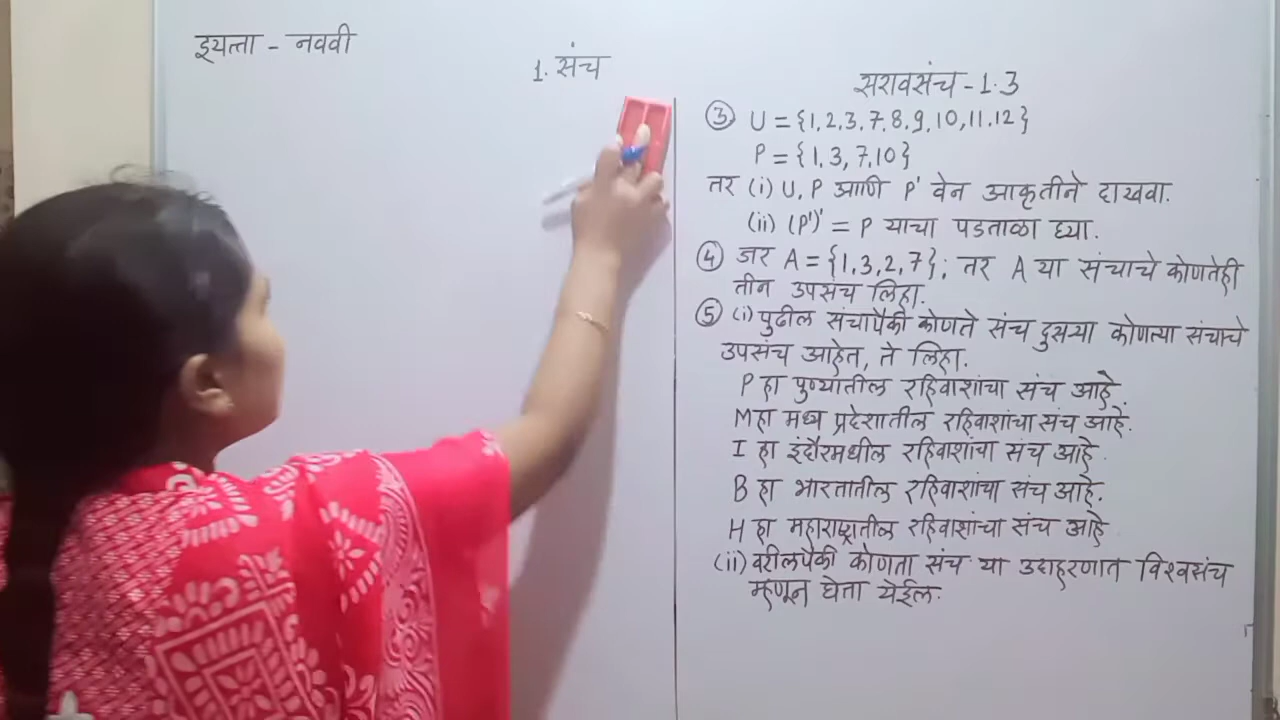 इयत्ता - नववी
1. संच
सरावसंच - 1.3
③ U = {1,2,3,7,8,9,10,11,12}
P = {1,3,7,10}
तर (i) U, P आणि P' वेन आकृतीने दाखवा.
(ii) (P')' = P याचा पडताळा घ्या.
④ जर A = {1,3,2,7}; तर A या संचाचे कोणतेही
तीन उपसंच लिहा.
⑤ (i) पुढील संचापैकी कोणते संच दुसऱ्या कोणत्या संचाचे
उपसंच आहेत, ते लिहा.
P हा पुण्यातील रहिवाशांचा संच आहे.
M हा मध्य प्रदेशातील रहिवाशांचा संच आहे.
I हा इंदौरमधील रहिवाशांचा संच आहे.
B हा भारतातील रहिवाशांचा संच आहे.
H हा महाराष्ट्रातील रहिवाशांचा संच आहे
(ii) वरीलपैकी कोणता संच या उदाहरणात विश्वसंच
म्हणून घेता येईल.